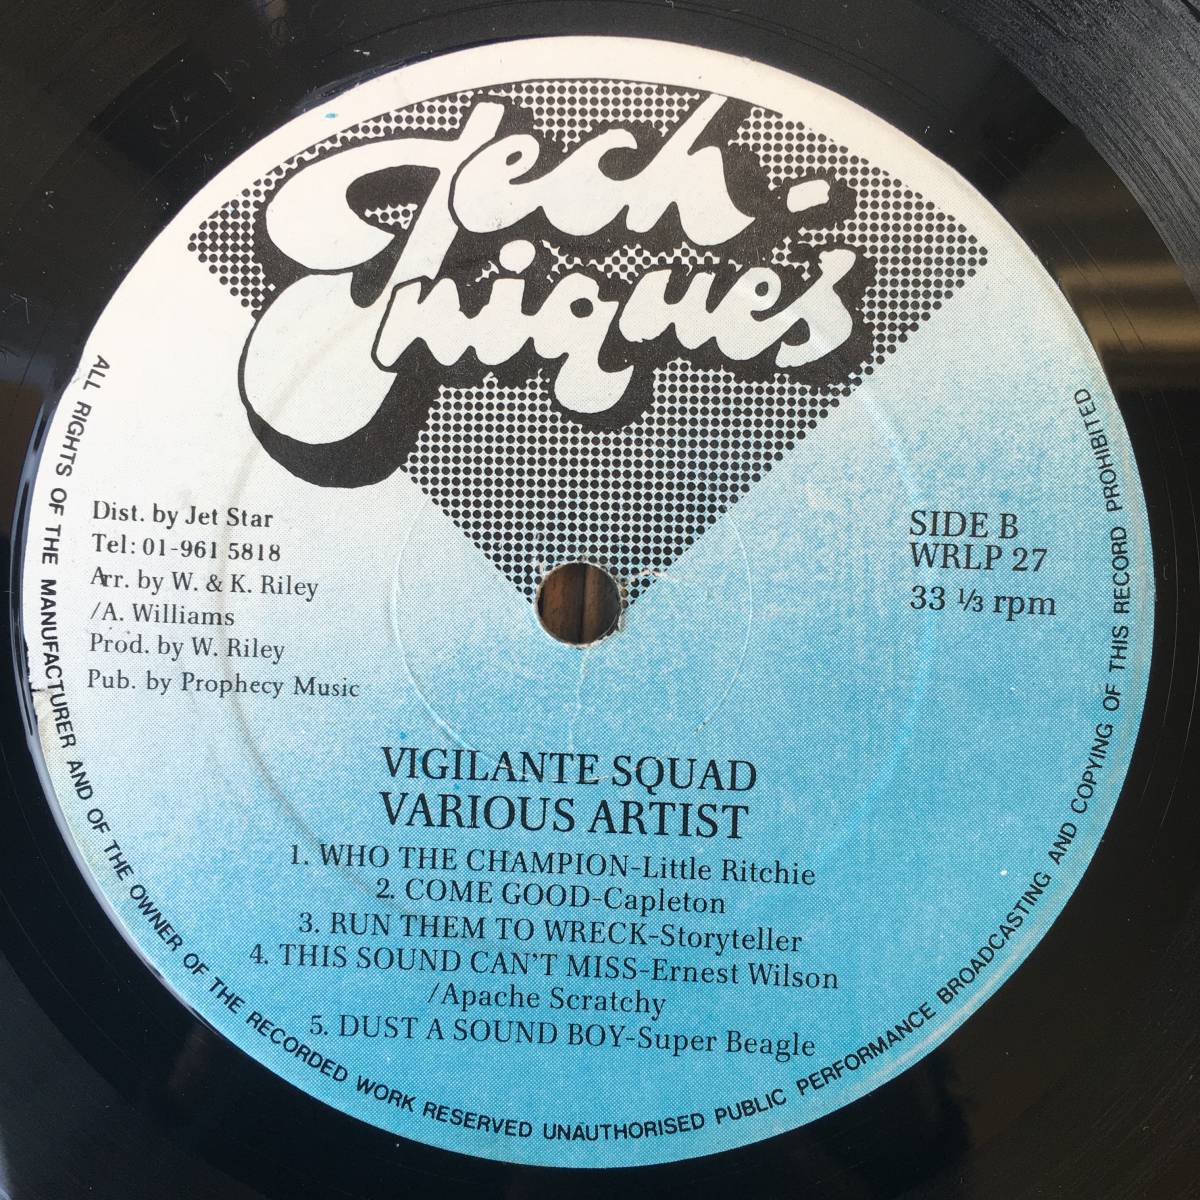 Tech-
niques
Dist. by Jet Star
Tel: 01-961 5818
Arr. by W. & K. Riley
/A. Williams
Prod. by W. Riley
Pub. by Prophecy Music
SIDE B
WRLP 27
33 ⅓ rpm
VIGILANTE SQUAD
VARIOUS ARTIST
1. WHO THE CHAMPION-Little Ritchie
2. COME GOOD-Capleton
3. RUN THEM TO WRECK-Storyteller
4. THIS SOUND CAN'T MISS-Ernest Wilson
/Apache Scratchy
5. DUST A SOUND BOY-Super Beagle
ALL RIGHTS OF THE MANUFACTURER AND OF THE OWNER OF THE RECORDED WORK RESERVED UNAUTHORISED PUBLIC PERFORMANCE BROADCASTING AND COPYING OF THIS RECORD PROHIBITED